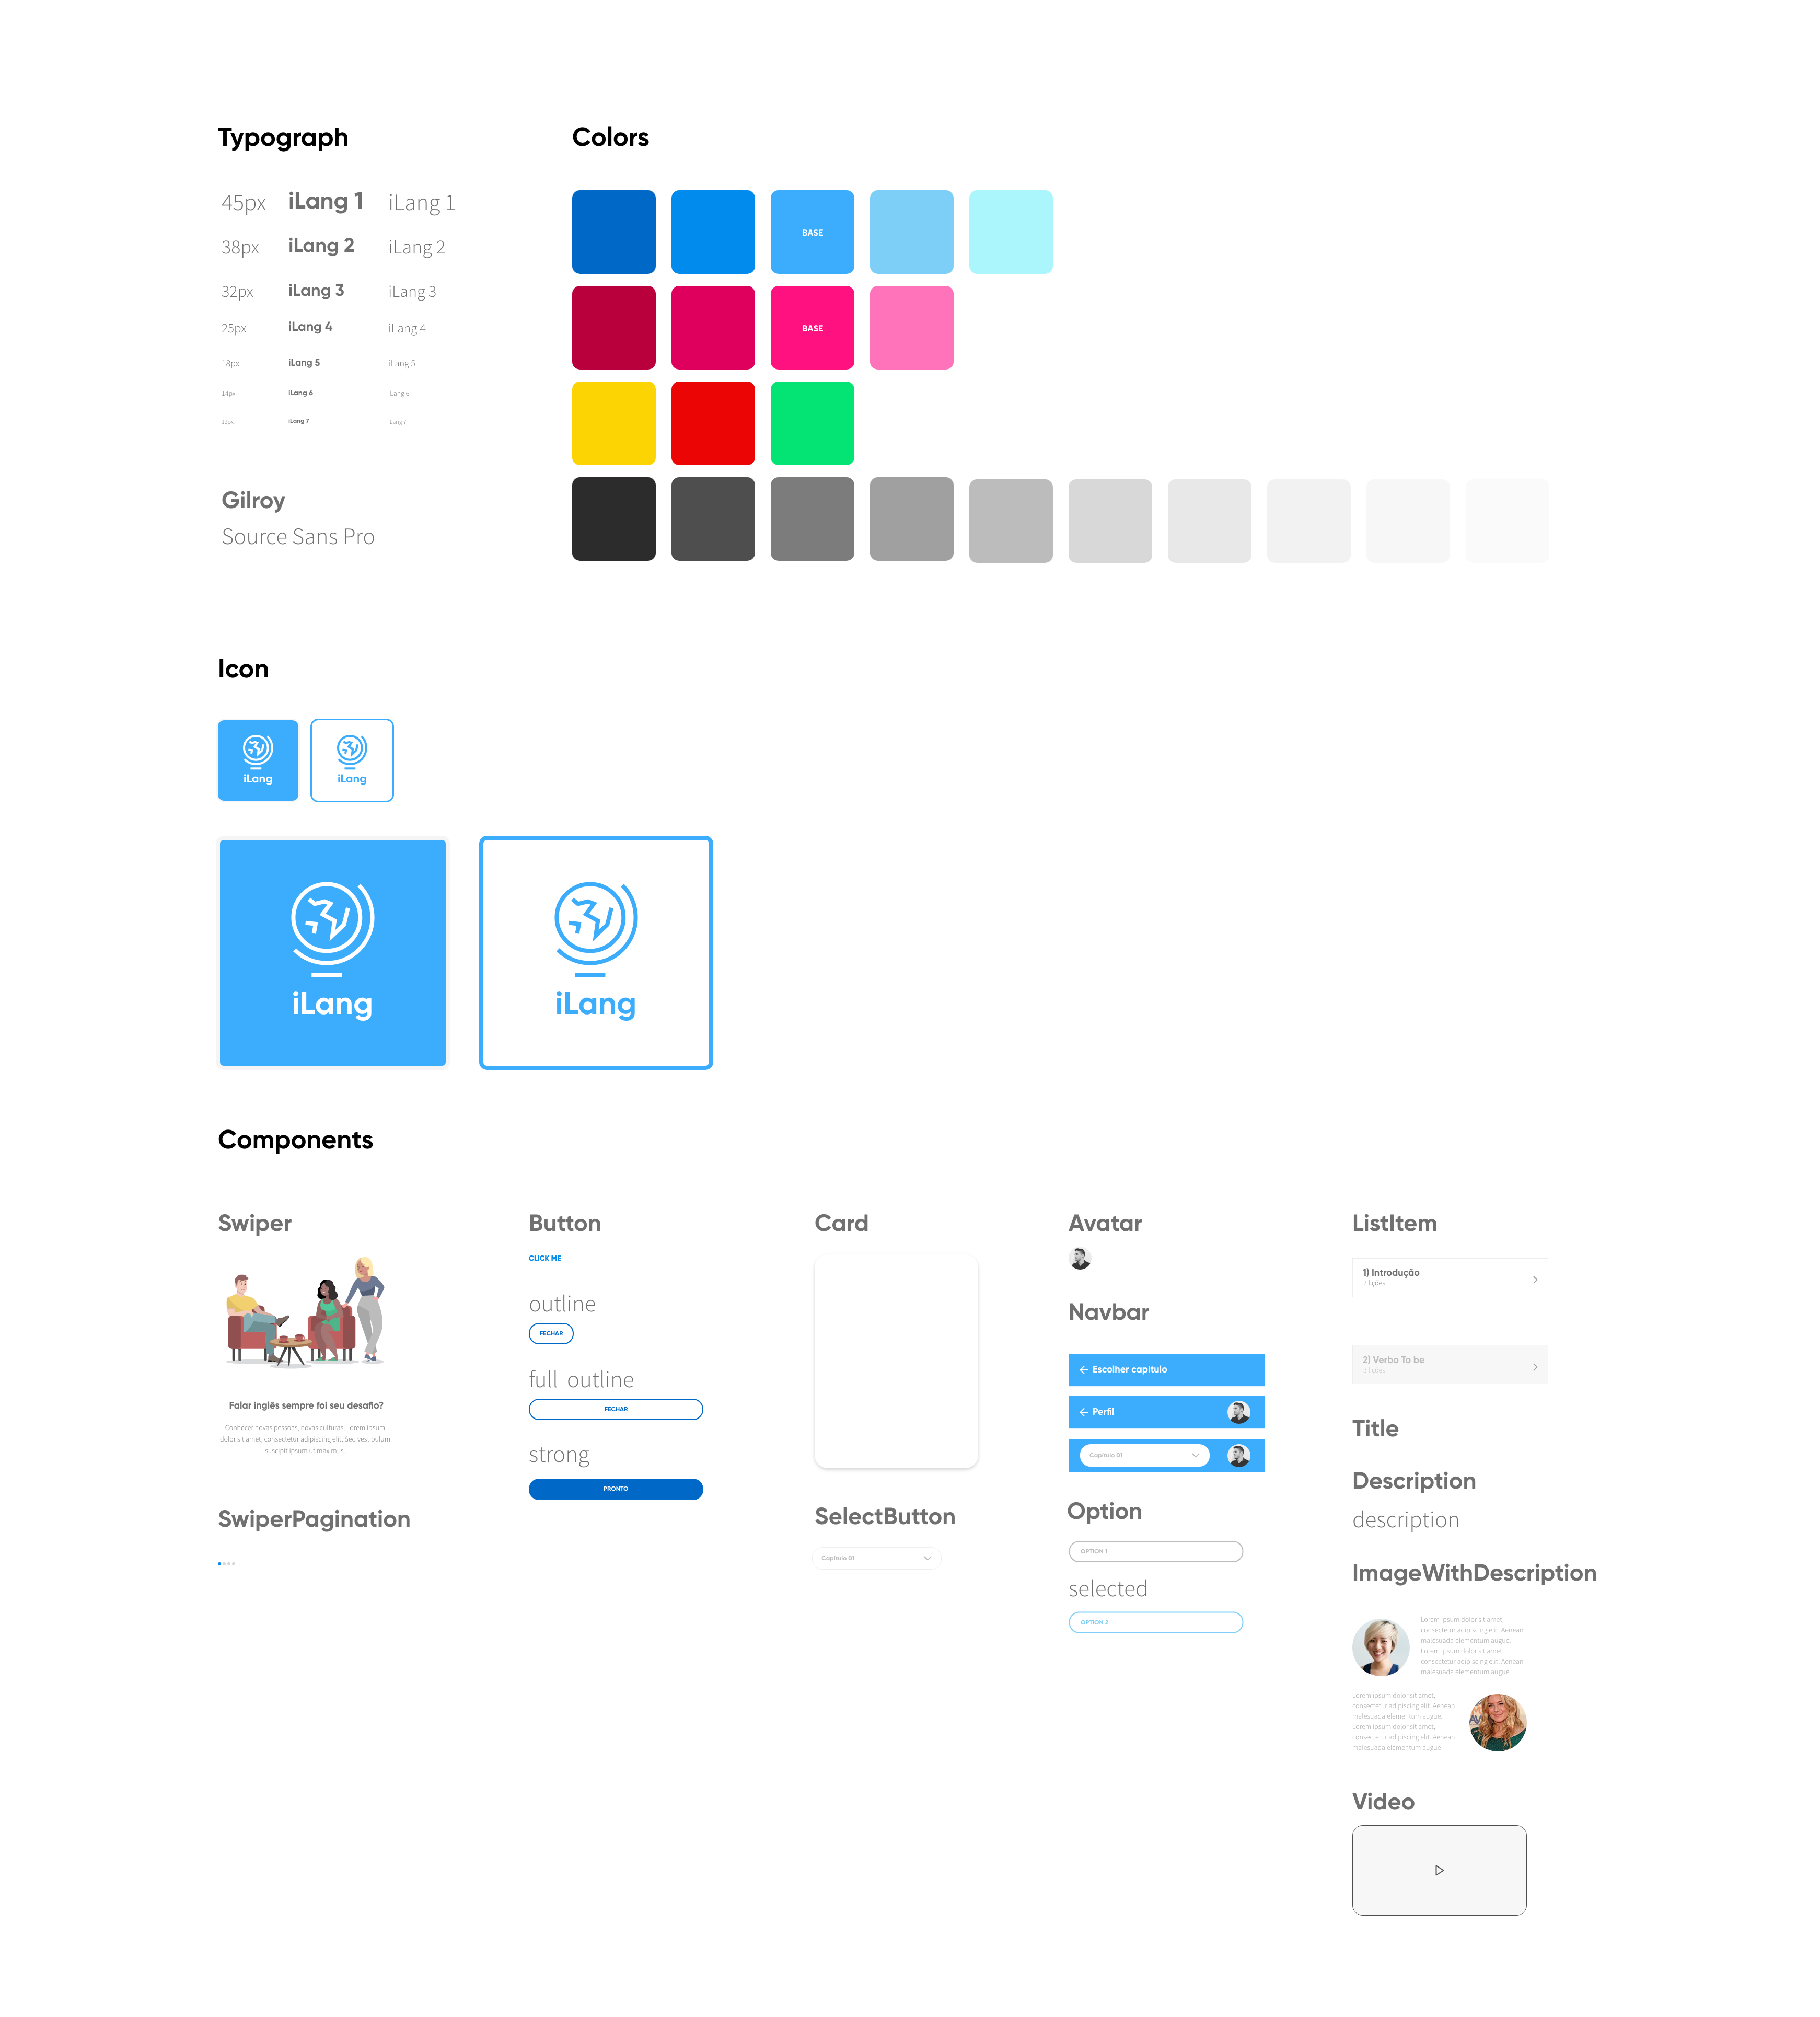 Typograph
45px iLang 1 iLang 1
38px iLang 2 iLang 2
32px iLang 3 iLang 3
25px iLang 4 iLang 4
18px iLang 5 iLang 5
14px iLang 6 iLang 6
12px iLang 7 iLang 7
Gilroy
Source Sans Pro
Colors
BASE
BASE
Icon
iLang
iLang
iLang
iLang
Components
Swiper
Falar inglês sempre foi seu desafio?
Conhecer novas pessoas, novas culturas, Lorem ipsum
dolor sit amet, consectetur adipiscing elit. Sed vestibulum
suscipit ipsum ut maximus.
SwiperPagination
Button
CLICK ME
outline
FECHAR
full outline
FECHAR
strong
PRONTO
Card
SelectButton
Capítulo 01
Avatar
Navbar
Escolher capítulo
Perfil
Capítulo 01
Option
OPTION 1
selected
OPTION 2
ListItem
1) Introdução
7 lições
2) Verbo To be
3 lições
Title
Description
description
ImageWithDescription
Lorem ipsum dolor sit amet,
consectetur adipiscing elit. Aenean
malesuada elementum augue.
Lorem ipsum dolor sit amet,
consectetur adipiscing elit. Aenean
malesuada elementum augue
Lorem ipsum dolor sit amet,
consectetur adipiscing elit. Aenean
malesuada elementum augue.
Lorem ipsum dolor sit amet,
consectetur adipiscing elit. Aenean
malesuada elementum augue
Video